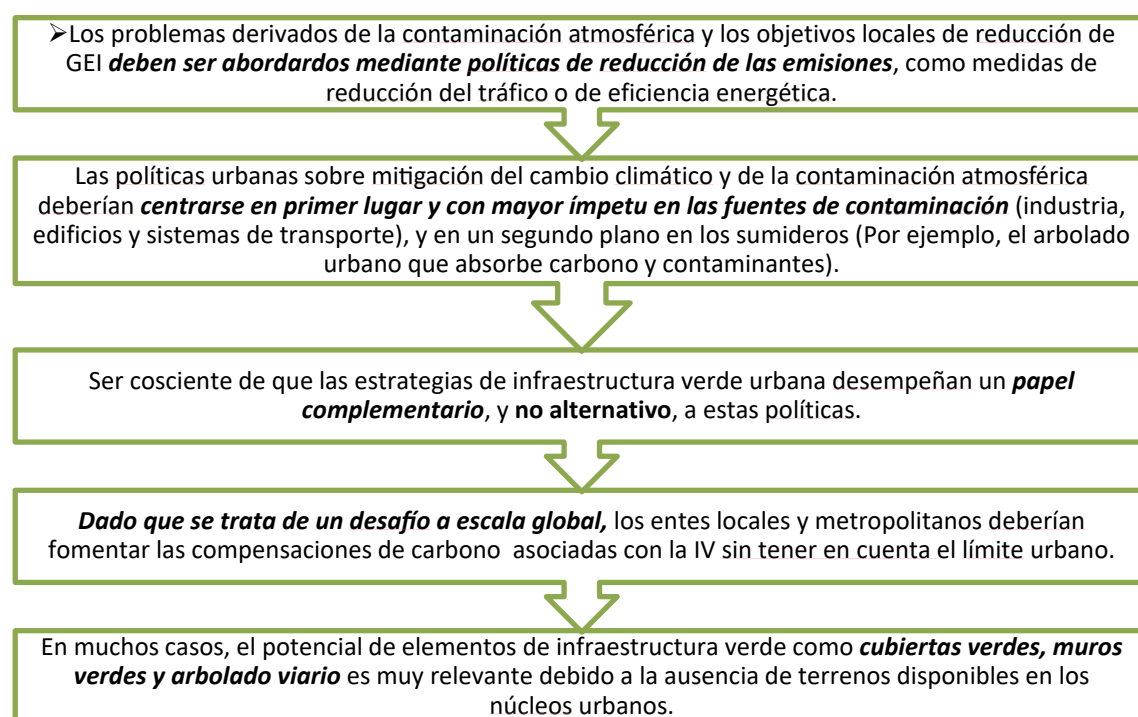 ➢Los problemas derivados de la contaminación atmosférica y los objetivos locales de reducción de
GEI deben ser abordardos mediante políticas de reducción de las emisiones, como medidas de
reducción del tráfico o de eficiencia energética.
Las políticas urbanas sobre mitigación del cambio climático y de la contaminación atmosférica
deberían centrarse en primer lugar y con mayor ímpetu en las fuentes de contaminación (industria,
edificios y sistemas de transporte), y en un segundo plano en los sumideros (Por ejemplo, el arbolado
urbano que absorbe carbono y contaminantes).
Ser cosciente de que las estrategias de infraestructura verde urbana desempeñan un papel
complementario, y no alternativo, a estas políticas.
Dado que se trata de un desafío a escala global, los entes locales y metropolitanos deberían
fomentar las compensaciones de carbono  asociadas con la IV sin tener en cuenta el límite urbano.
En muchos casos, el potencial de elementos de infraestructura verde como cubiertas verdes, muros
verdes y arbolado viario es muy relevante debido a la ausencia de terrenos disponibles en los
núcleos urbanos.